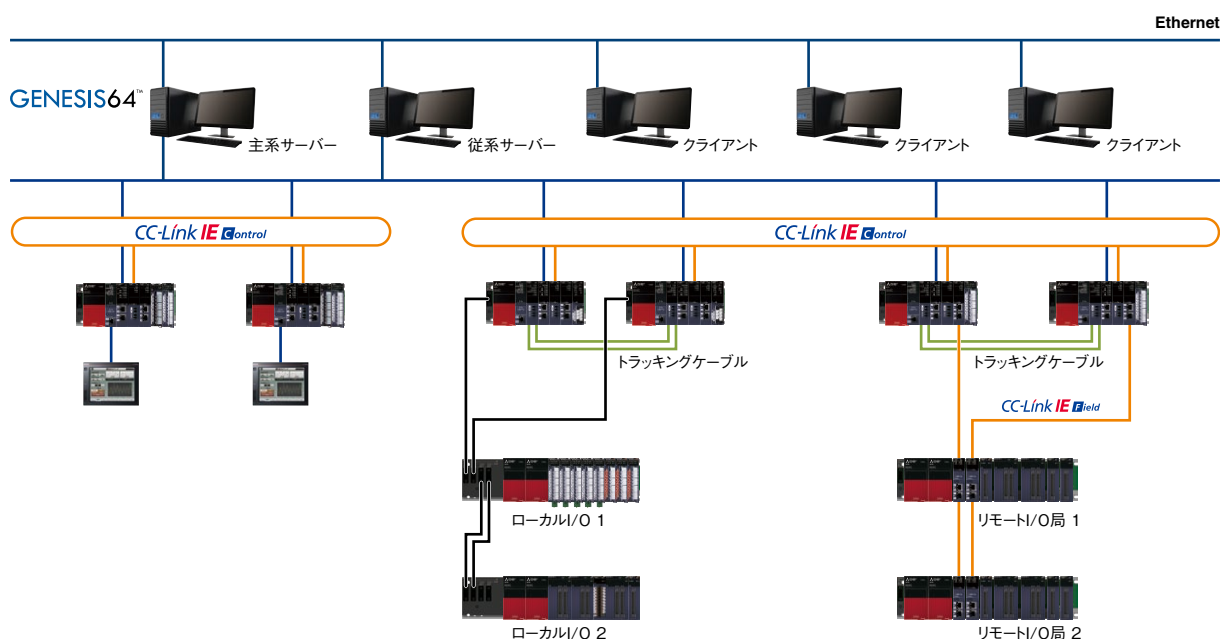 Ethernet
GENESIS64™
主系サーバー
従系サーバー
クライアント
クライアント
クライアント
CC-Link IE Control
CC-Link IE Control
トラッキングケーブル
トラッキングケーブル
CC-Link IE Field
ローカルI/O 1
リモートI/O局 1
ローカルI/O 2
リモートI/O局 2